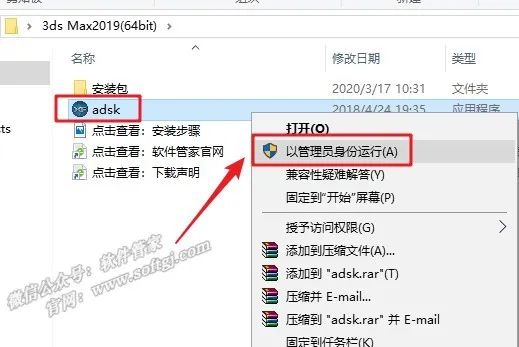 3ds Max2019(64bit)
名称
修改日期
类型
安装包
2020/3/17 10:31
文件夹
adsk
2018/4/24 19:35
应用程序
点击查看：安装步骤
点击查看：软件管家官网
点击查看：下载声明
sts
打开(O)
以管理员身份运行(A)
兼容性疑难解答(Y)
固定到"开始"屏幕(P)
授予访问权限(G)
添加到压缩文件(A)...
添加到 "adsk.rar"(T)
压缩并 E-mail...
压缩到 "adsk.rar" 并 E-mail
固定到任务栏(K)
微信公众号：软件管家
官网：www.softgj.com